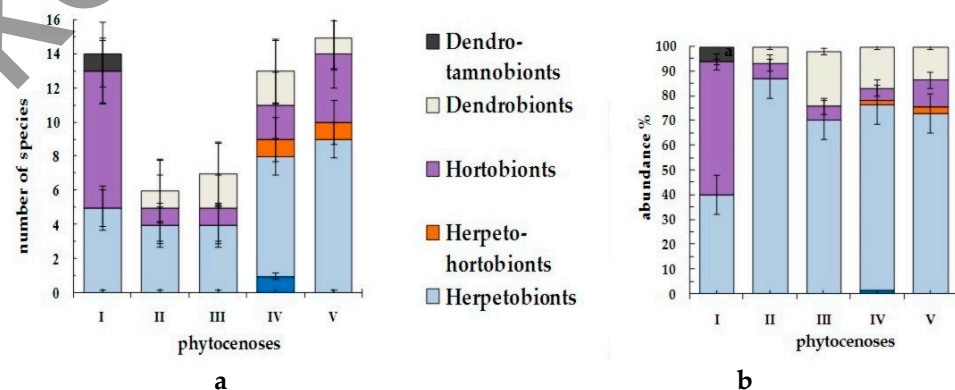 16
14
12
10
8
6
4
2
0
number of species
I II III IV V
phytocenoses
a
Dendro-
tamnobionts
Dendrobionts
Hortobionts
Herpeto-
hortobionts
Herpetobionts
100
90
80
70
60
50
40
30
20
10
0
abundance %
I II III IV V
phytocenoses
b